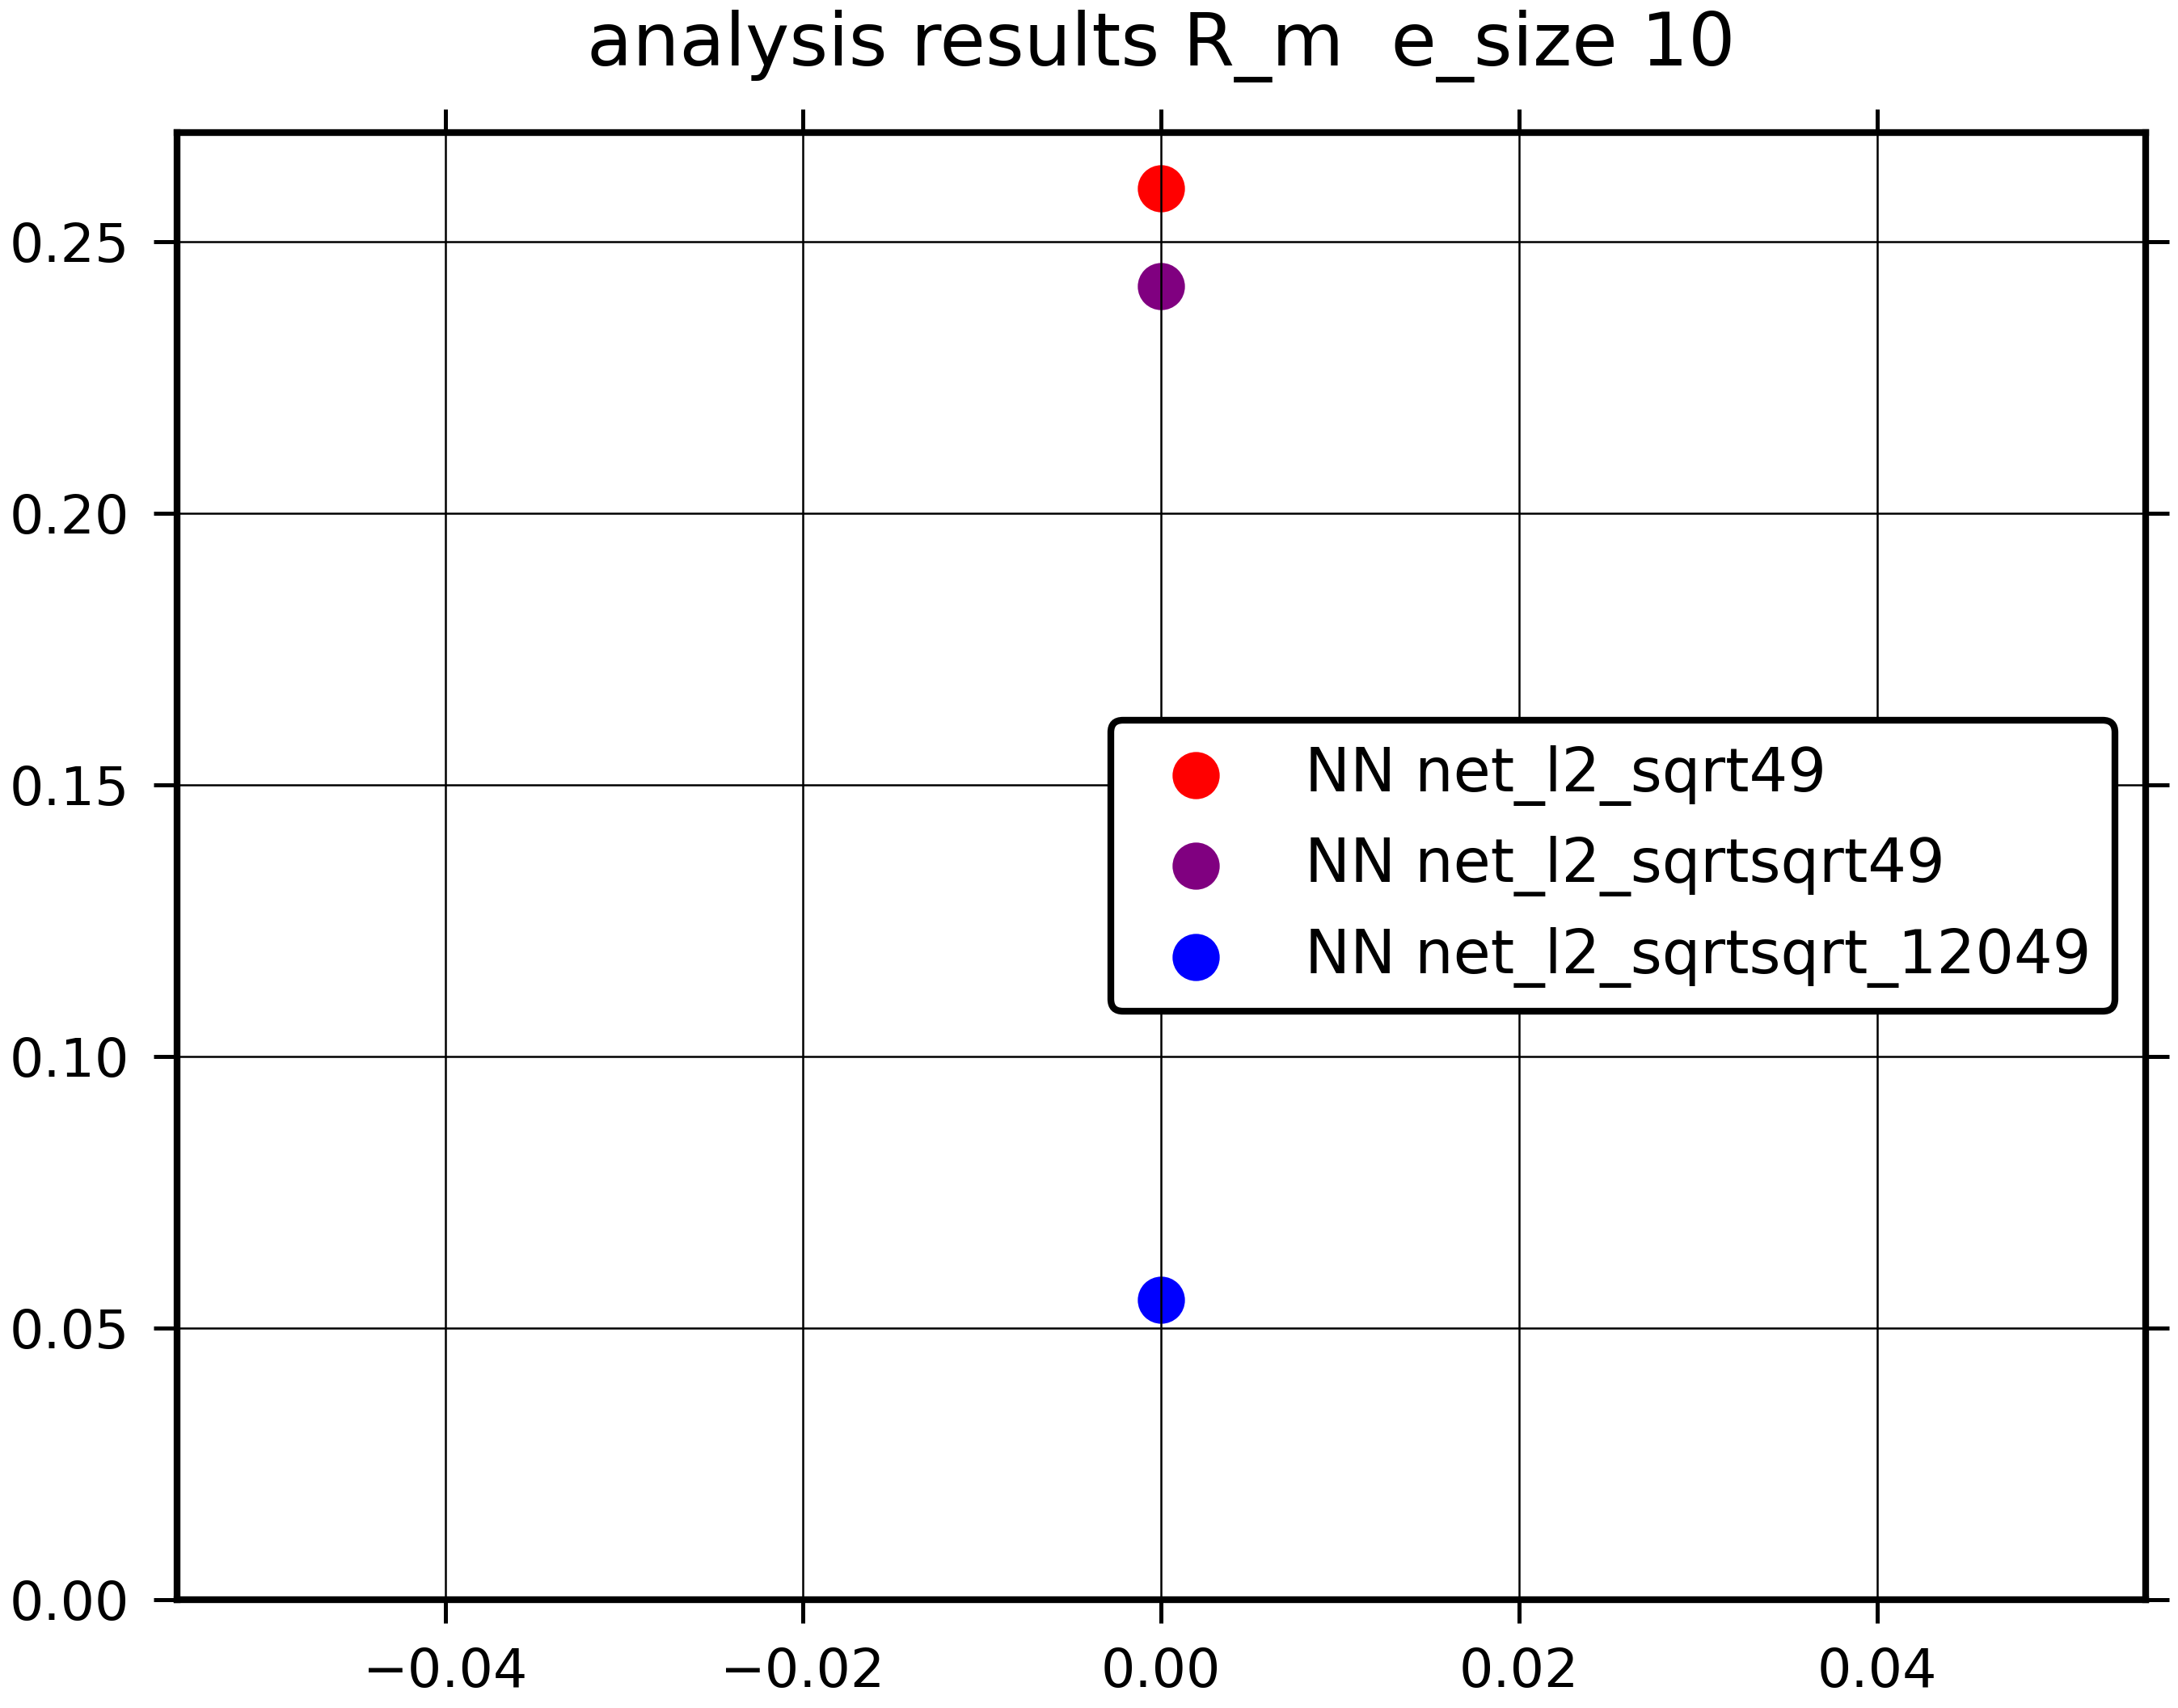 analysis results R_m  e_size 10
0.25
0.20
0.15
0.10
0.05
0.00
NN net_l2_sqrt49
NN net_l2_sqrtsqrt49
NN net_l2_sqrtsqrt_12049
−0.04 −0.02 0.00 0.02 0.04